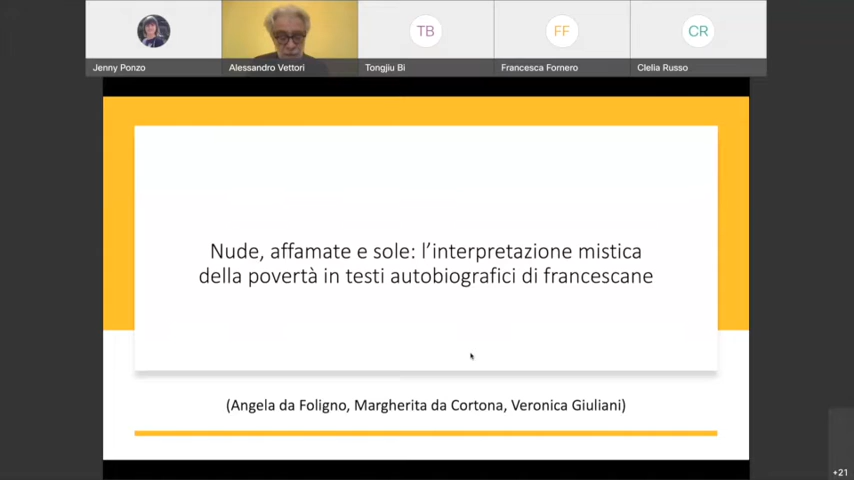 TB
FF
CR
Jenny Ponzo
Alessandro Vettori
Tongjiu Bi
Francesca Fornero
Clelia Russo
Nude, affamate e sole: l’interpretazione mistica
della povertà in testi autobiografici di francescane
(Angela da Foligno, Margherita da Cortona, Veronica Giuliani)
+21